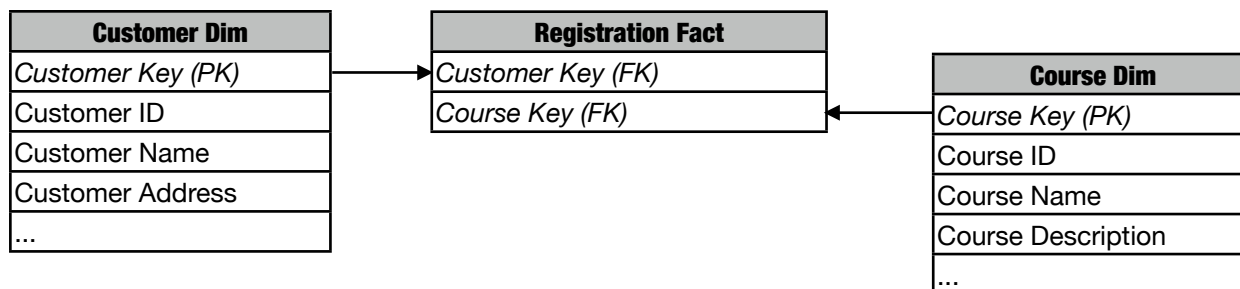 Customer Dim
Customer Key (PK)
Customer ID
Customer Name
Customer Address
...
Registration Fact
Customer Key (FK)
Course Key (FK)
Course Dim
Course Key (PK)
Course ID
Course Name
Course Description
...